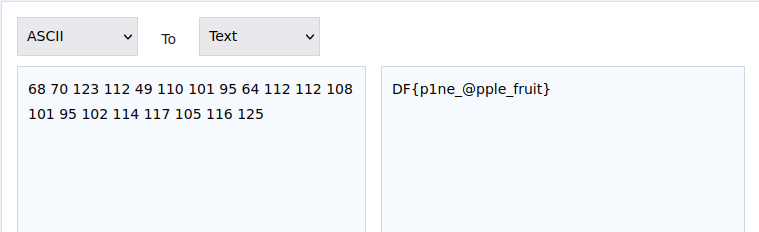 ASCII To Text
68 70 123 112 49 110 101 95 64 112 112 108
101 95 102 114 117 105 116 125
DF{p1ne_@pple_fruit}